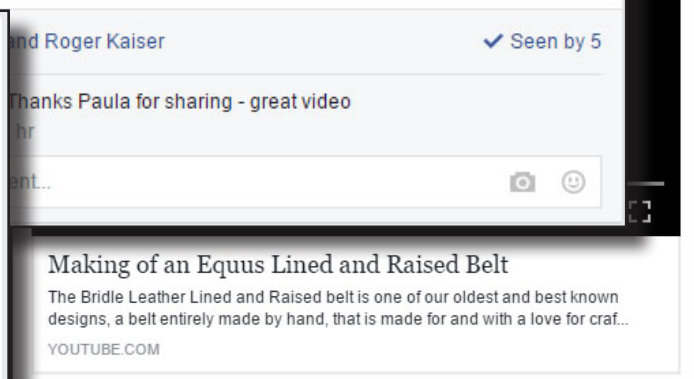 and Roger Kaiser
Seen by 5
Thanks Paula for sharing - great video
hr
ent...
Making of an Equus Lined and Raised Belt
The Bridle Leather Lined and Raised belt is one of our oldest and best known
designs, a belt entirely made by hand, that is made for and with a love for craf...
YOUTUBE.COM